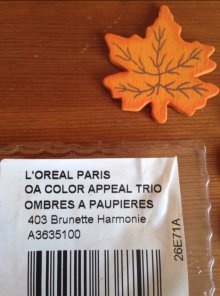 L'OREAL PARIS
OA COLOR APPEAL TRIO
OMBRES A PAUPIERES
403 Brunette Harmonie
A3635100
26E71A